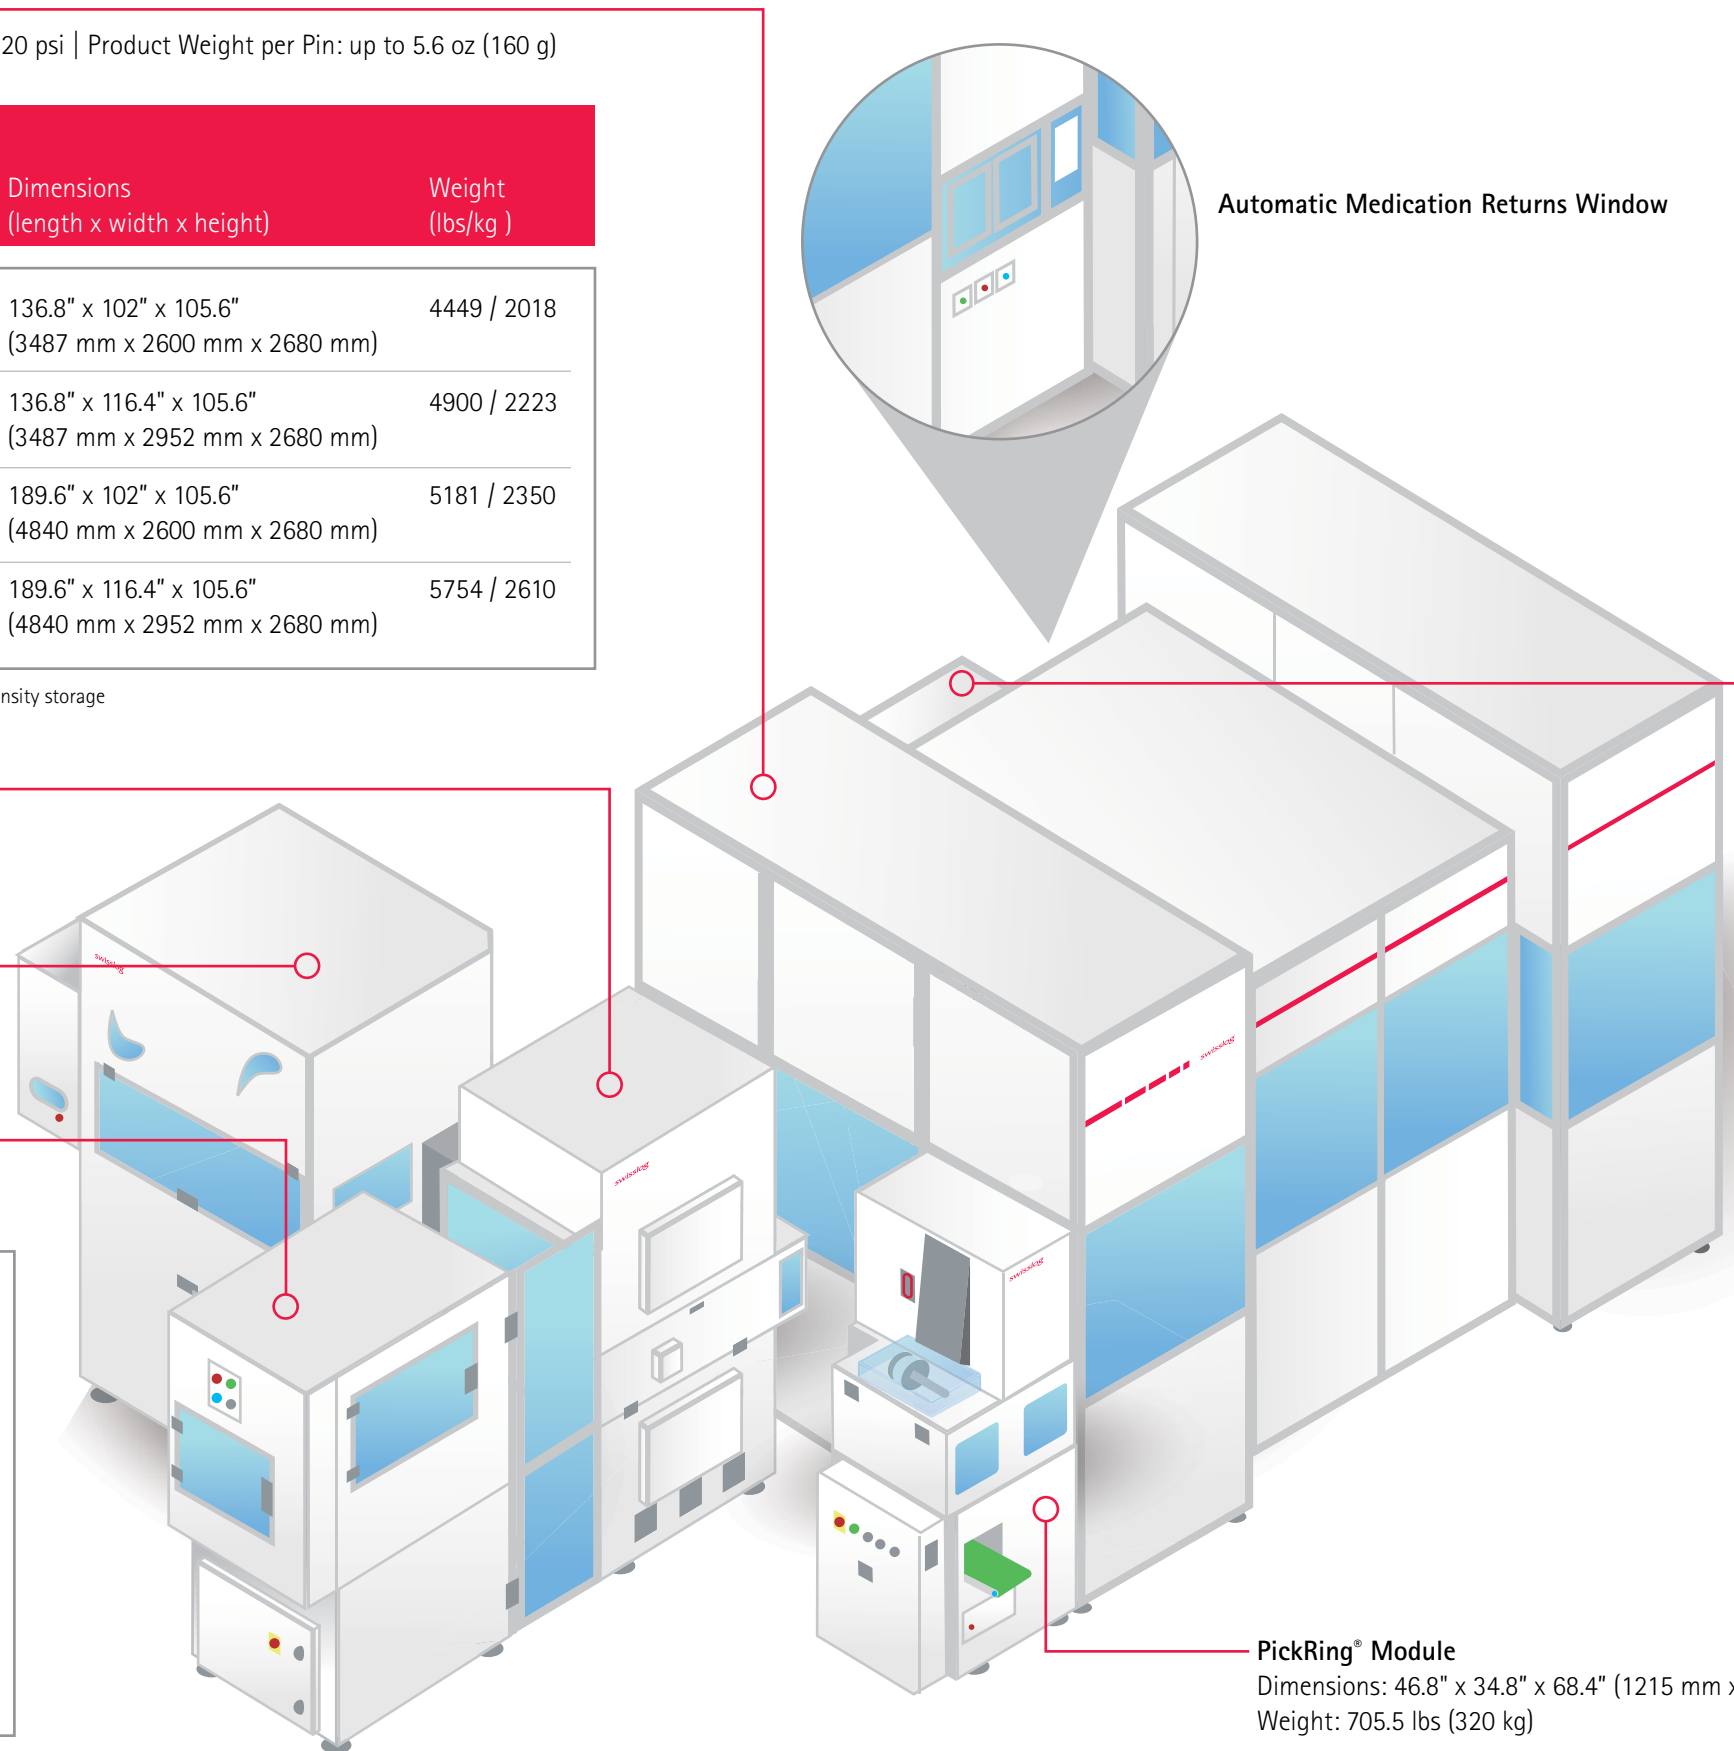 20 psi | Product Weight per Pin: up to 5.6 oz (160 g)
Dimensions
(length x width x height)
Weight
(lbs/kg )
136.8" x 102" x 105.6"
(3487 mm x 2600 mm x 2680 mm)
4449 / 2018
136.8" x 116.4" x 105.6"
(3487 mm x 2952 mm x 2680 mm)
4900 / 2223
189.6" x 102" x 105.6"
(4840 mm x 2600 mm x 2680 mm)
5181 / 2350
189.6" x 116.4" x 105.6"
(4840 mm x 2952 mm x 2680 mm)
5754 / 2610
nsity storage
Automatic Medication Returns Window
swisslog
swisslog
swisslog
swisslog
PickRing® Module
Dimensions: 46.8" x 34.8" x 68.4" (1215 mm x
Weight: 705.5 lbs (320 kg)